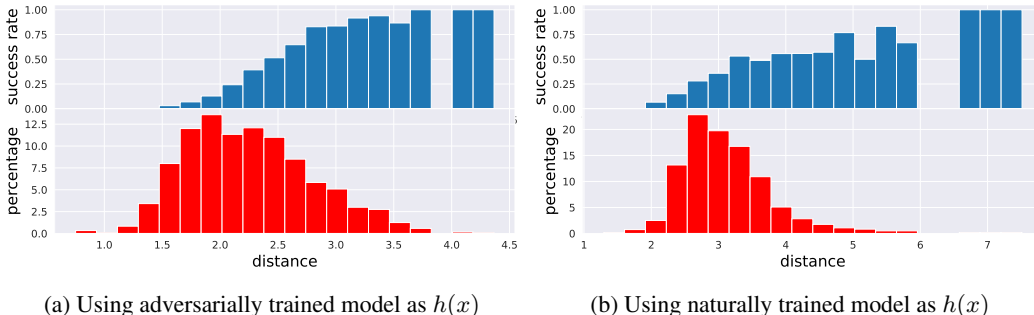 1.00
0.75
0.50
0.25
0.00
success rate
12.5
10.0
7.5
5.0
2.5
0.0
percentage
1.0 1.5 2.0 2.5 3.0 3.5 4.0 4.5
distance
(a) Using adversarially trained model as h(x)
1.00
0.75
0.50
0.25
0.00
success rate
20
15
10
5
0
percentage
1 2 3 4 5 6 7
distance
(b) Using naturally trained model as h(x)